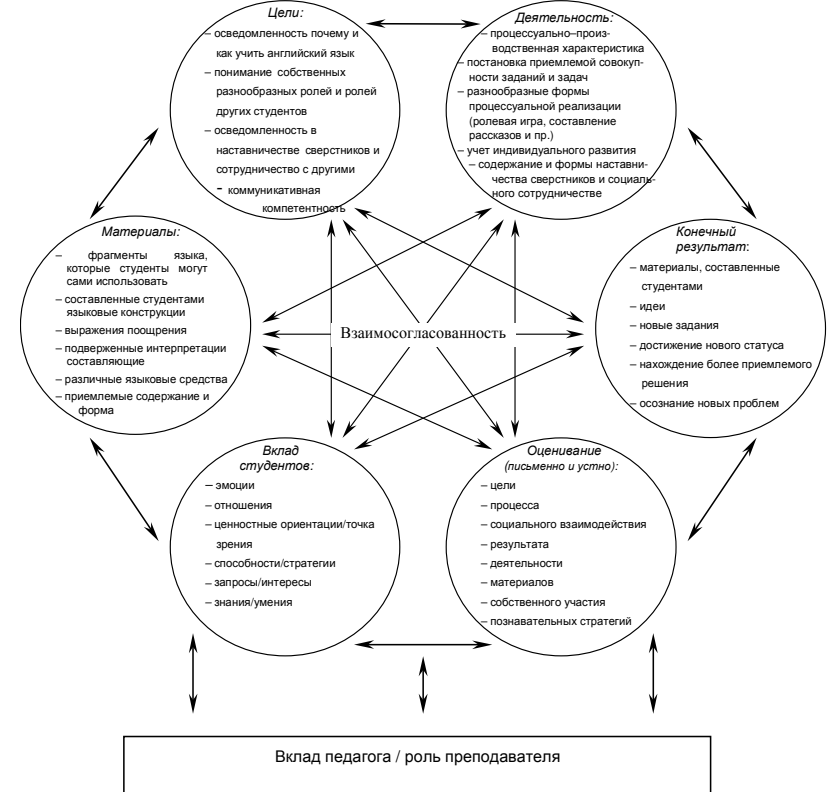 Цели:
– осведомленность почему и
как учить английский язык
– понимание собственных
разнообразных ролей и ролей
других студентов
– осведомленность в
наставничестве сверстников и
сотрудничество с другими
- коммуникативная
компетентность
Деятельность:
– процессуально–произ-
водственная характеристика
– постановка приемлемой совокуп-
ности заданий и задач
– разнообразные формы
процессуальной реализации
(ролевая игра, составление
рассказов и пр.)
– учет индивидуального развития
– содержание и формы наставни-
чества сверстников и социаль-
ного сотрудничестве
Материалы:
– фрагменты языка,
которые студенты могут
сами использовать
– составленные студентами
языковые конструкции
– выражения поощрения
– подверженные интерпретации
составляющие
– различные языковые средства
– приемлемые содержание и
форма
Взаимосогласованность
Конечный
результат:
– материалы, составленные
студентами
– идеи
– новые задания
– достижение нового статуса
– нахождение более приемлемого
решения
– осознание новых проблем
Вклад
студентов:
– эмоции
– отношения
– ценностные ориентации/точка
зрения
– способности/стратегии
– запросы/интересы
– знания/умения
Оценивание
(письменно и устно):
– цели
– процесса
– социального взаимодействия
– результата
– деятельности
– материалов
– собственного участия
– познавательных стратегий
Вклад педагога / роль преподавателя